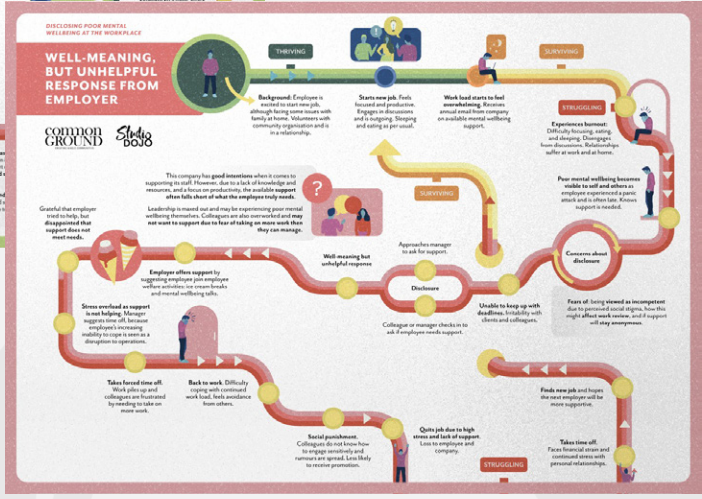 DISCLOSING POOR MENTAL
WELLBEING AT THE WORKPLACE
WELL-MEANING,
BUT UNHELPFUL
RESPONSE FROM
EMPLOYER
common
GROUND
Studio
DOJO
THRIVING
Background: Employee is
excited to start new job,
although facing some issues with
family at home. Volunteers with
community organisation and is
in a relationship.
Starts new job. Feels
focused and productive.
Engages in discussions
and is outgoing. Sleeping
and eating as per usual.
Work load starts to feel
overwhelming. Receives
annual email from company
on available mental wellbeing
support.
SURVIVING
STRUGGLING
Experiences burnout:
Difficulty focusing, eating,
and sleeping. Disengages
from discussions. Relationships
suffer at work and at home.
Poor mental wellbeing becomes
visible to self and others as
employee experienced a panic
attack and is often late. Knows
support is needed.
Concerns about
disclosure
Fears of: being viewed as incompetent
due to perceived social stigma, how this
might affect work review, and if support
will stay anonymous.
Unable to keep up with
deadlines. Irritability with
clients and colleagues.
SURVIVING
Approaches manager
to ask for support.
Disclosure
Colleague or manager checks in to
ask if employee needs support.
Well-meaning but
unhelpful response
?
This company has good intentions when it comes to
supporting its staff. However, due to a lack of knowledge and
resources, and a focus on productivity, the available support
often falls short of what the employee truly needs.
Leadership is maxed out and may be experiencing poor mental
wellbeing themselves. Colleagues are also overworked and may
not want to support due to fear of taking on more work then
they can manage.
Employer offers support by
suggesting employee join employee
welfare activities: ice cream breaks
and mental wellbeing talks.
Grateful that employer
tried to help, but
disappointed that
support does not
meet needs.
Stress overload as support
is not helping. Manager
suggests time off, because
employee's increasing
inability to cope is seen as a
disruption to operations.
Takes forced time off.
Work piles up and
colleagues are frustrated
by needing to take on
more work.
Back to work. Difficulty
coping with continued
work load, feels avoidance
from others.
Social punishment.
Colleagues do not know how
to engage sensitively and
rumours are spread. Less likely
to receive promotion.
Quits job due to high
stress and lack of support.
Loss to employee and
company.
STRUGGLING
Takes time off.
Faces financial strain and
continued stress with
personal relationships.
Finds new job and hopes
the next employer will be
more supportive.